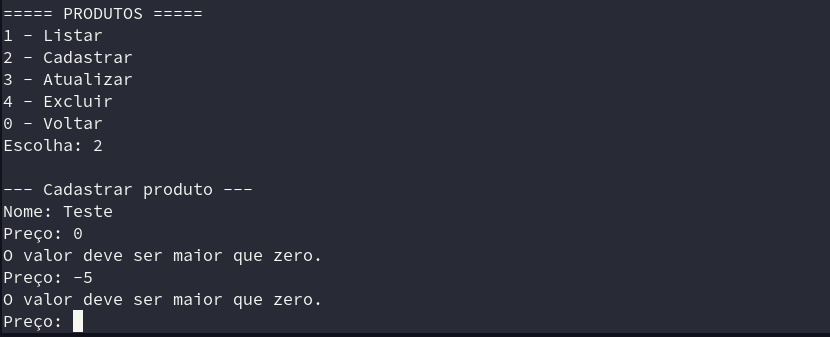 ===== PRODUTOS =====
1 - Listar
2 - Cadastrar
3 - Atualizar
4 - Excluir
0 - Voltar
Escolha: 2

--- Cadastrar produto ---
Nome: Teste
Preço: 0
O valor deve ser maior que zero.
Preço: -5
O valor deve ser maior que zero.
Preço: